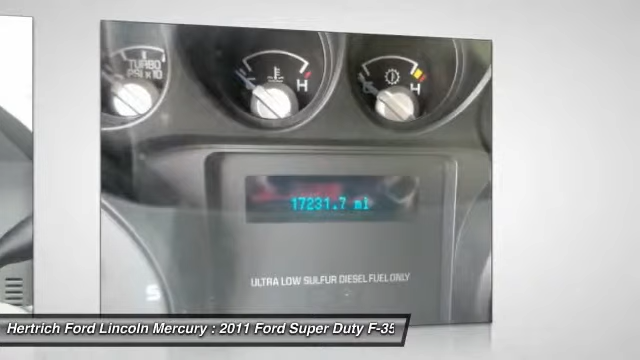 TURBO
PSI x 10
H
H
17231.7 mi
ULTRA LOW SULFUR DIESEL FUEL ONLY
S
Hertrich Ford Lincoln Mercury : 2011 Ford Super Duty F-35